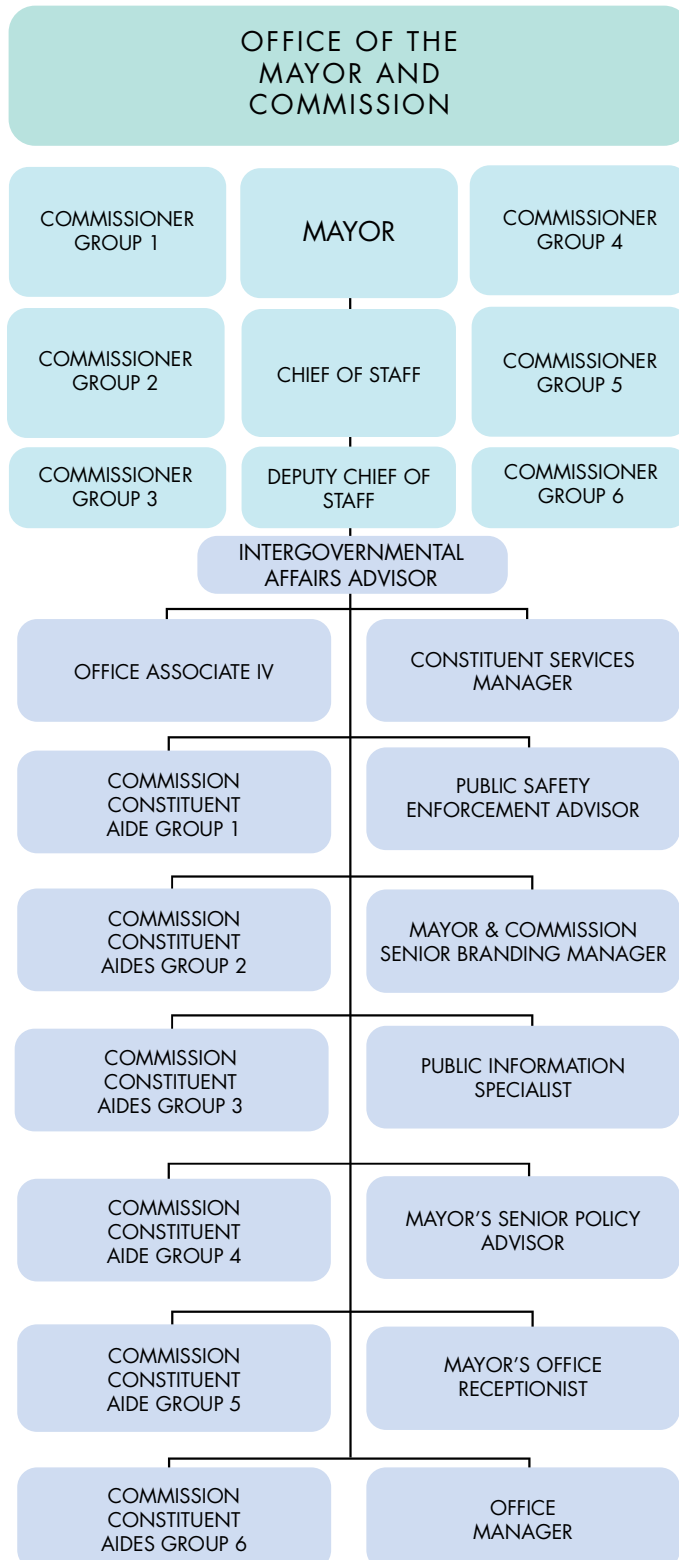 OFFICE OF THE
MAYOR AND
COMMISSION
COMMISSIONER
GROUP 1
MAYOR
COMMISSIONER
GROUP 4
COMMISSIONER
GROUP 2
CHIEF OF STAFF
COMMISSIONER
GROUP 5
COMMISSIONER
GROUP 3
DEPUTY CHIEF OF
STAFF
COMMISSIONER
GROUP 6
INTERGOVERNMENTAL
AFFAIRS ADVISOR
OFFICE ASSOCIATE IV
CONSTITUENT SERVICES
MANAGER
COMMISSION
CONSTITUENT
AIDE GROUP 1
PUBLIC SAFETY
ENFORCEMENT ADVISOR
COMMISSION
CONSTITUENT
AIDES GROUP 2
MAYOR & COMMISSION
SENIOR BRANDING MANAGER
COMMISSION
CONSTITUENT
AIDES GROUP 3
PUBLIC INFORMATION
SPECIALIST
COMMISSION
CONSTITUENT
AIDE GROUP 4
MAYOR'S SENIOR POLICY
ADVISOR
COMMISSION
CONSTITUENT
AIDE GROUP 5
MAYOR'S OFFICE
RECEPTIONIST
COMMISSION
CONSTITUENT
AIDES GROUP 6
OFFICE
MANAGER